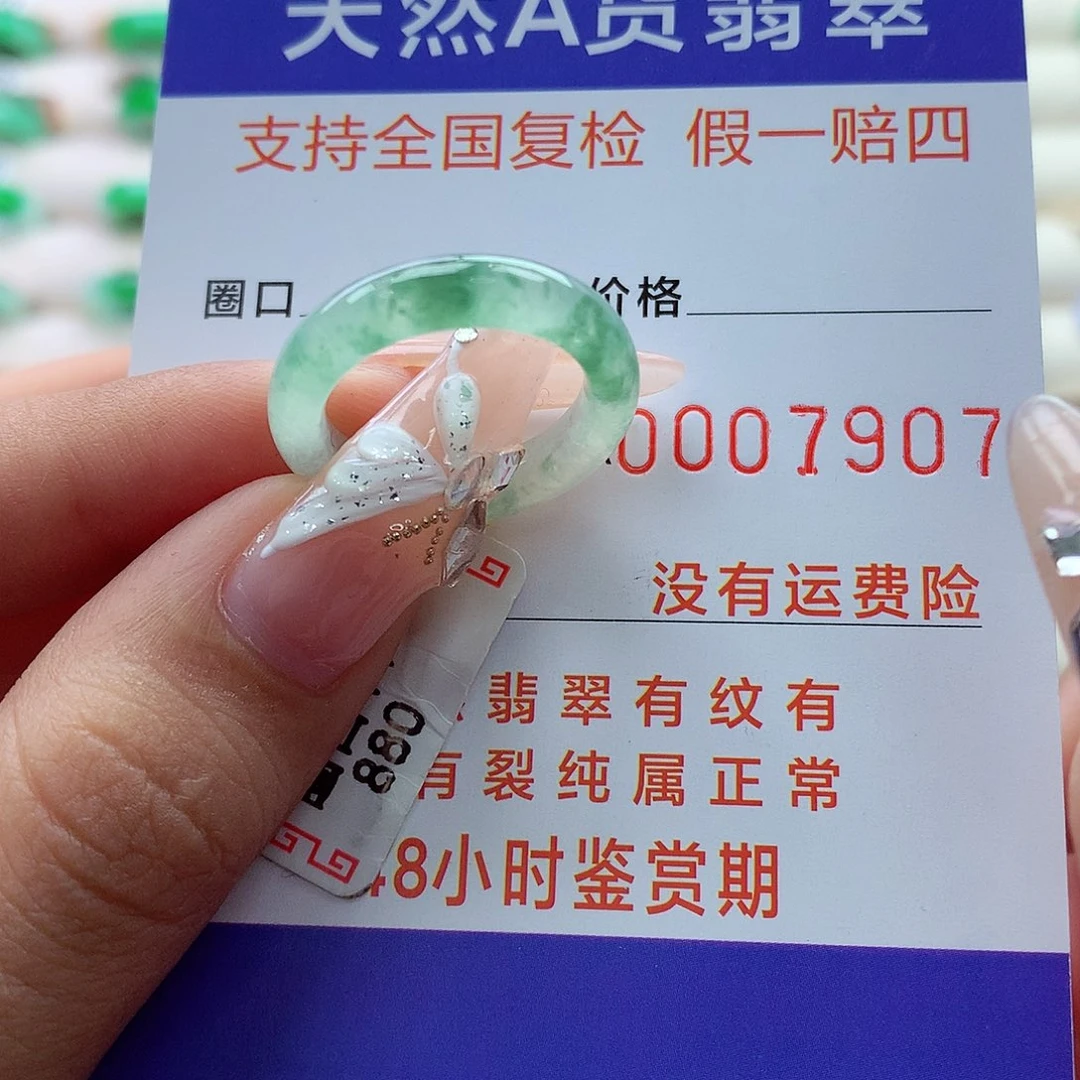 天然A货翡翠
支持全国复检 假一赔四
圈口 价格
0007907
没有运费险
翡翠有纹有
有裂纯属正常
48小时鉴赏期
880